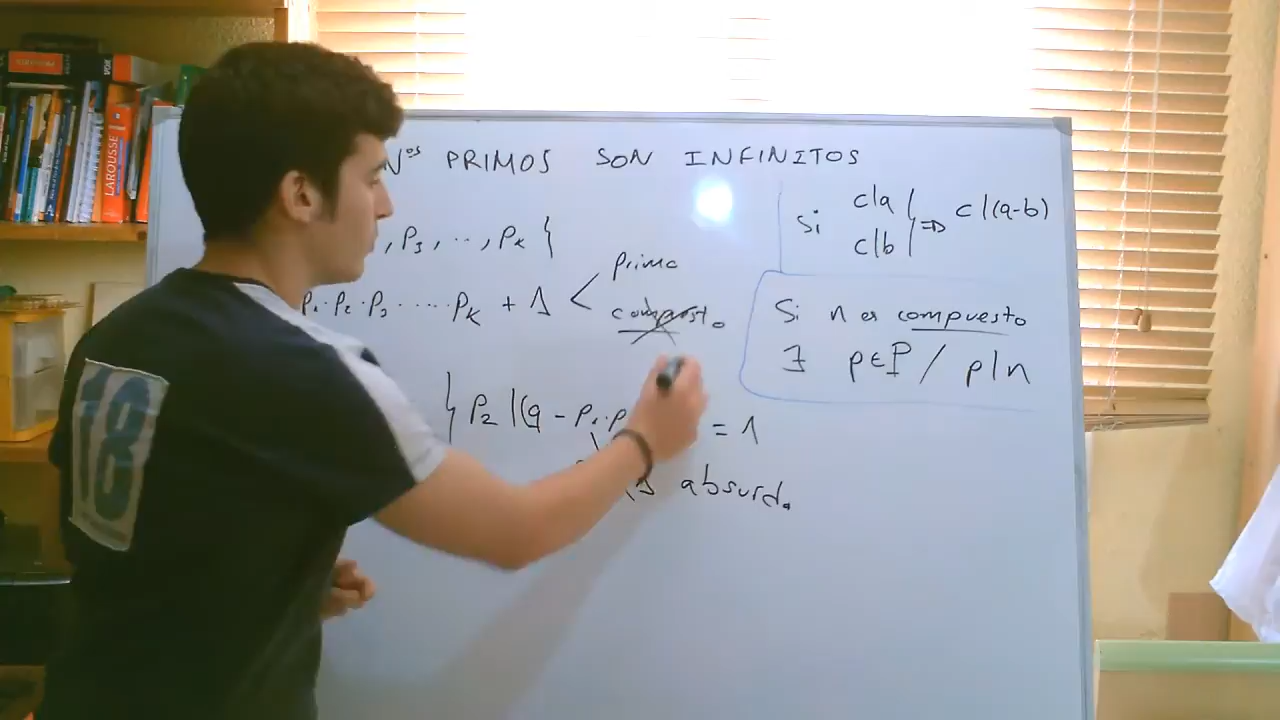 Nos PRIMOS SON INFINITOS
Si c|a
c|b
⇒ c|(a-b)
, P3, ..., PK }
P1·P2·P3·....·PK + 1 < primo
compuesto
Si n es compuesto
∃ p∈P / p|n
} P2 |(q - P1·P = 1
absurdo
18
LAROUSSE